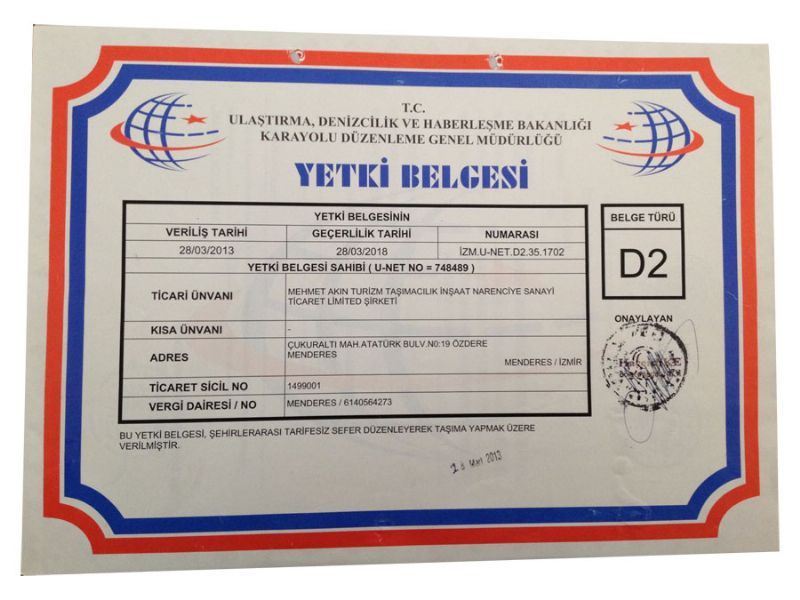 T.C.
ULAŞTIRMA, DENİZCİLİK VE HABERLEŞME BAKANLIĞI
KARAYOLU DÜZENLEME GENEL MÜDÜRLÜĞÜ
YETKİ BELGESİ
YETKİ BELGESİNİN
VERİLİŞ TARİHİ GEÇERLİLİK TARİHİ NUMARASI
28/03/2013 28/03/2018 İZM.U-NET.D2.35.1702
YETKİ BELGESİ SAHİBİ ( U-NET NO = 748489 )
TİCARİ ÜNVANI MEHMET AKIN TURİZM TAŞIMACILIK İNŞAAT NARENCİYE SANAYİ
TİCARET LİMİTED ŞİRKETİ
KISA ÜNVANI -
ADRES ÇUKURALTI MAH.ATATÜRK BULV.N0:19 ÖZDERE
MENDERES
MENDERES / İZMİR
TİCARET SİCİL NO 1499001
VERGİ DAİRESİ / NO MENDERES / 6140564273
BELGE TÜRÜ
D2
ONAYLAYAN
BU YETKİ BELGESİ, ŞEHİRLERARASI TARİFESİZ SEFER DÜZENLEYEREK TAŞIMA YAPMAK ÜZERE
VERİLMİŞTİR.
2013